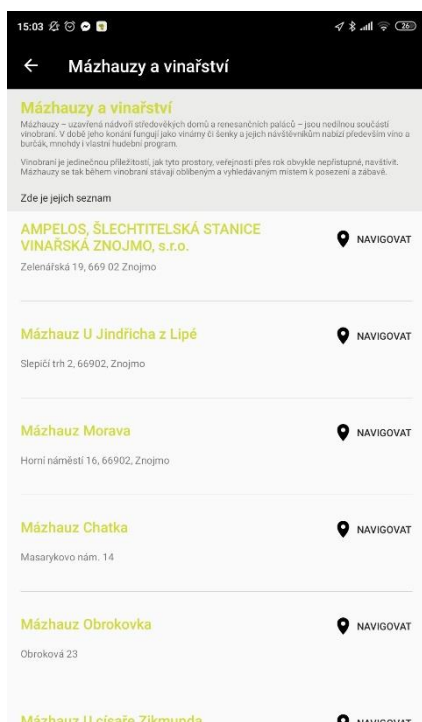 15:03
26
Mázhauzy a vinařství
Mázhauzy a vinařství
Mázhauzy – uzavřená nádvoří středověkých domů a renesančních paláců – jsou nedílnou součástí
vinobraní. V době jeho konání fungují jako vinárny či šenky a jejich návštěvníkům nabízí především víno a
burčák, mnohdy i vlastní hudební program.
Vinobraní je jedinečnou příležitostí, jak tyto prostory, veřejnosti přes rok obvykle nepřístupné, navštívit.
Mázhauzy se tak během vinobraní stávají oblíbeným a vyhledávaným místem k posezení a zábavě.
Zde je jejich seznam
AMPELOS, ŠLECHTITELSKÁ STANICE
VINAŘSKÁ ZNOJMO, s.r.o.
NAVIGOVAT
Zelenářská 19, 669 02 Znojmo
Mázhauz U Jindřicha z Lipé
NAVIGOVAT
Slepičí trh 2, 66902, Znojmo
Mázhauz Morava
NAVIGOVAT
Horní náměstí 16, 66902, Znojmo
Mázhauz Chatka
NAVIGOVAT
Masarykovo nám. 14
Mázhauz Obrokovka
NAVIGOVAT
Obroková 23
Mázhauz U císaře Zikmunda
NAVIGOVAT